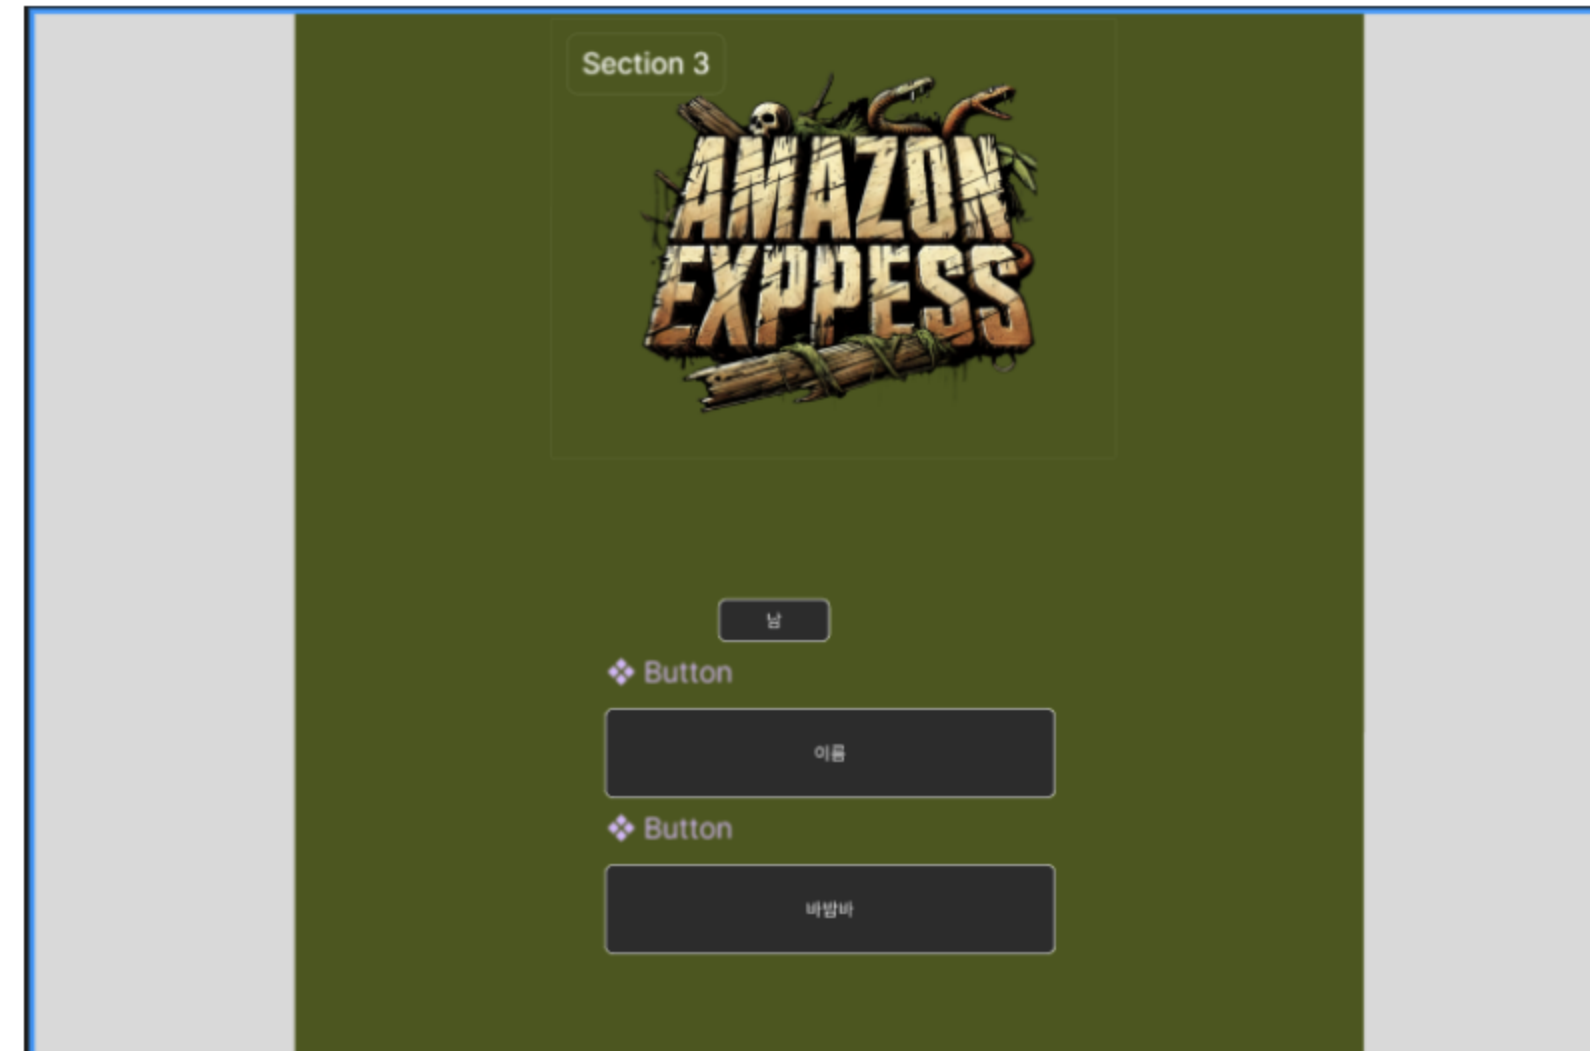 Section 3
AMAZON
EXPPESS
남
Button
이름
Button
바밤바